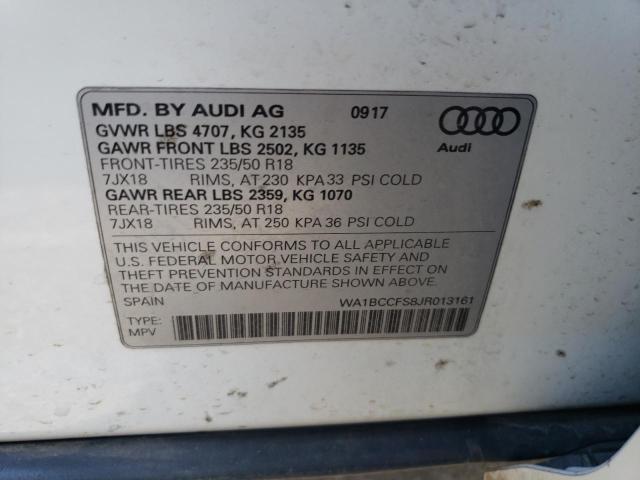 MFD. BY AUDI AG 0917
GVWR LBS 4707, KG 2135
GAWR FRONT LBS 2502, KG 1135
FRONT-TIRES 235/50 R18
7JX18 RIMS, AT 230 KPA 33 PSI COLD
GAWR REAR LBS 2359, KG 1070
REAR-TIRES 235/50 R18
7JX18 RIMS, AT 250 KPA 36 PSI COLD
Audi
THIS VEHICLE CONFORMS TO ALL APPLICABLE
U.S. FEDERAL MOTOR VEHICLE SAFETY AND
THEFT PREVENTION STANDARDS IN EFFECT ON
THE DATE OF MANUFACTURE SHOWN ABOVE.
SPAIN WA1BCCFS8JR013161
TYPE:
MPV